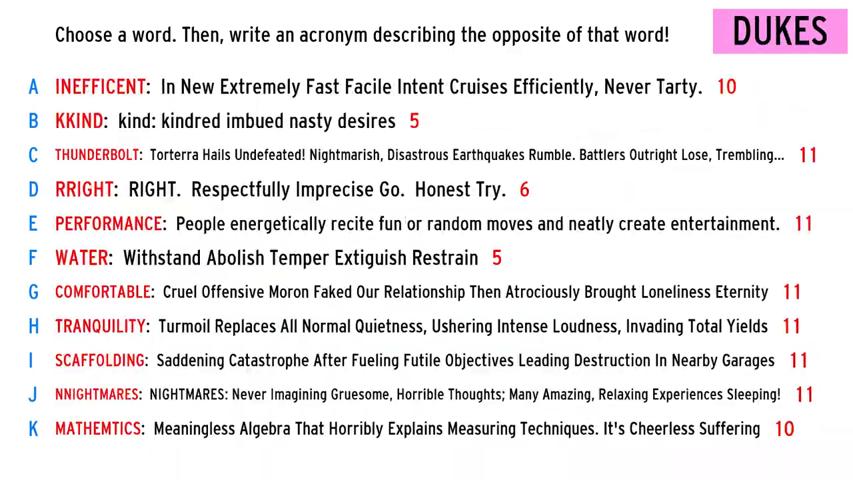 Choose a word. Then, write an acronym describing the opposite of that word!
DUKES
A INEFFICENT: In New Extremely Fast Facile Intent Cruises Efficiently, Never Tarty. 10
B KKIND: kind: kindred imbued nasty desires 5
C THUNDERBOLT: Torterra Hails Undefeated! Nightmarish, Disastrous Earthquakes Rumble. Battlers Outright Lose, Trembling... 11
D RRIGHT: RIGHT. Respectfully Imprecise Go. Honest Try. 6
E PERFORMANCE: People energetically recite fun or random moves and neatly create entertainment. 11
F WATER: Withstand Abolish Temper Extiguish Restrain 5
G COMFORTABLE: Cruel Offensive Moron Faked Our Relationship Then Atrociously Brought Loneliness Eternity 11
H TRANQUILITY: Turmoil Replaces All Normal Quietness, Ushering Intense Loudness, Invading Total Yields 11
I SCAFFOLDING: Saddening Catastrophe After Fueling Futile Objectives Leading Destruction In Nearby Garages 11
J NNIGHTMARES: NIGHTMARES: Never Imagining Gruesome, Horrible Thoughts; Many Amazing, Relaxing Experiences Sleeping! 11
K MATHEMTICS: Meaningless Algebra That Horribly Explains Measuring Techniques. It's Cheerless Suffering 10